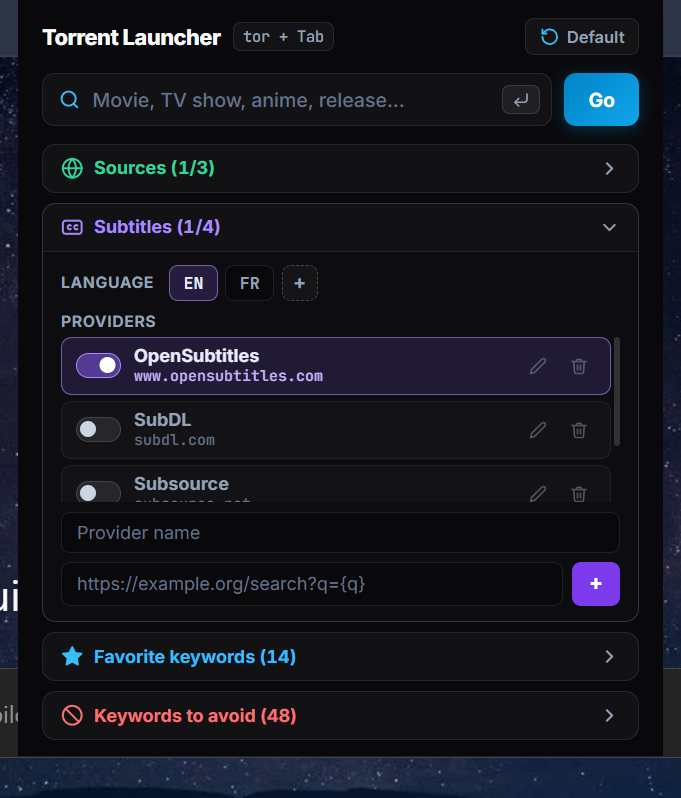 Torrent Launcher
tor + Tab
Default
Movie, TV show, anime, release...
Go
Sources (1/3)
CC Subtitles (1/4)
LANGUAGE EN FR +
PROVIDERS
OpenSubtitles
www.opensubtitles.com
SubDL
subdl.com
Subsource
Provider name
https://example.org/search?q={q}
+
Favorite keywords (14)
Keywords to avoid (48)